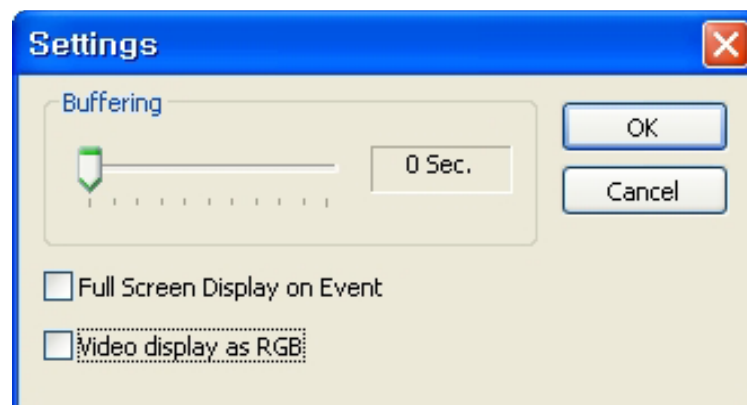 Settings
Buffering
0 Sec.
OK
Cancel
Full Screen Display on Event
Video display as RGB